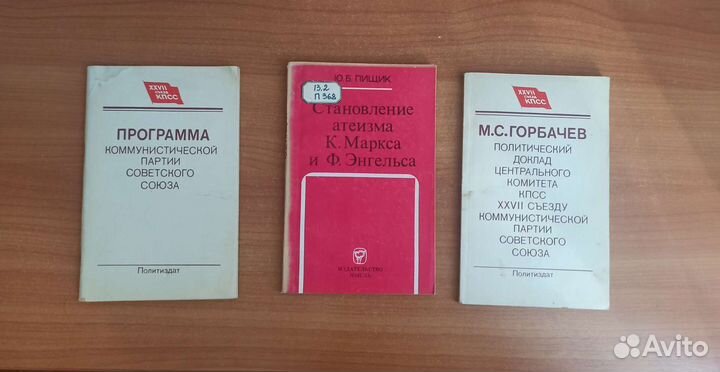 XXVII
съезд
КПСС
ПРОГРАММА
КОММУНИСТИЧЕСКОЙ
ПАРТИИ
СОВЕТСКОГО
СОЮЗА
Политиздат
Ю.Б. ПИЩИК
13.2
П 368
Становление
атеизма
К. Маркса
и Ф. Энгельса
ИЗДАТЕЛЬСТВО
МЫСЛЬ
XXVII
съезд
КПСС
М.С. ГОРБАЧЕВ
ПОЛИТИЧЕСКИЙ
ДОКЛАД
ЦЕНТРАЛЬНОГО
КОМИТЕТА
КПСС
XXVII СЪЕЗДУ
КОММУНИСТИЧЕСКОЙ
ПАРТИИ
СОВЕТСКОГО
СОЮЗА
Политиздат
Avito